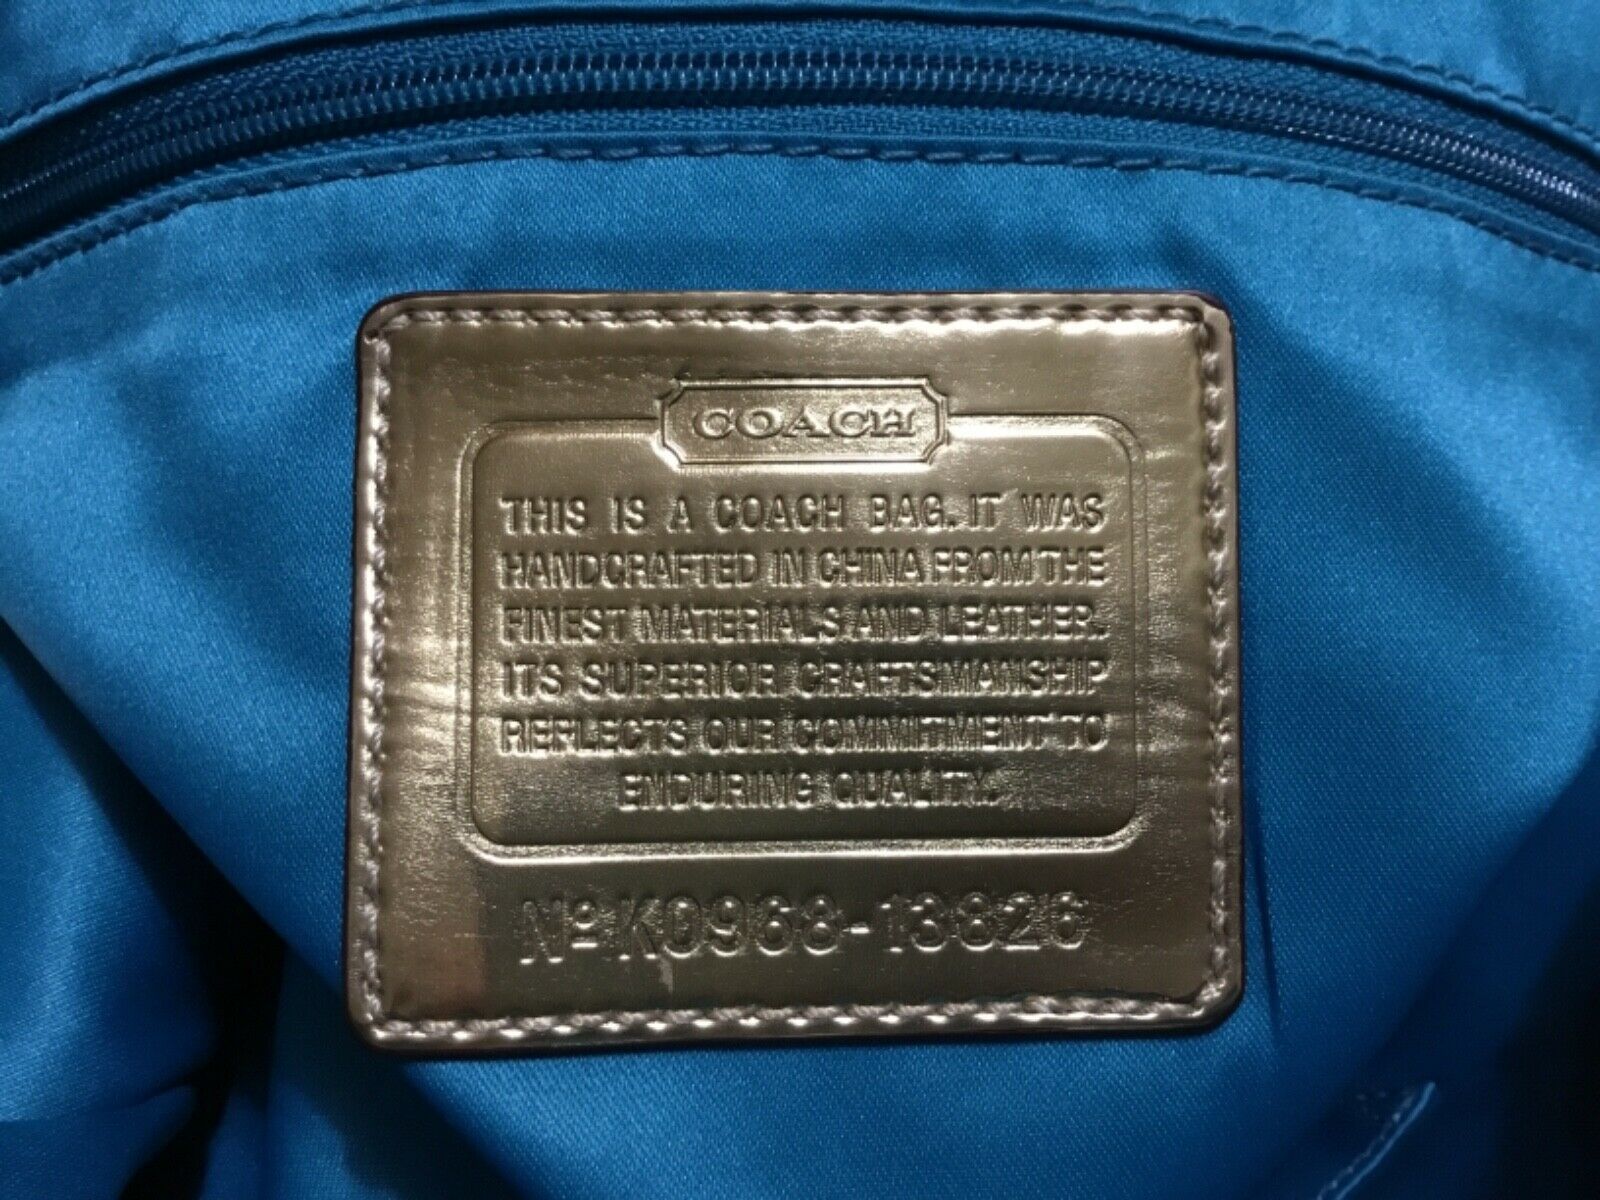 COACH
THIS IS A COACH BAG. IT WAS
HANDCRAFTED IN CHINA FROM THE
FINEST MATERIALS AND LEATHER.
ITS SUPERIOR CRAFTSMANSHIP
REFLECTS OUR COMMITMENT TO
ENDURING QUALITY.
Nº K0968-13826